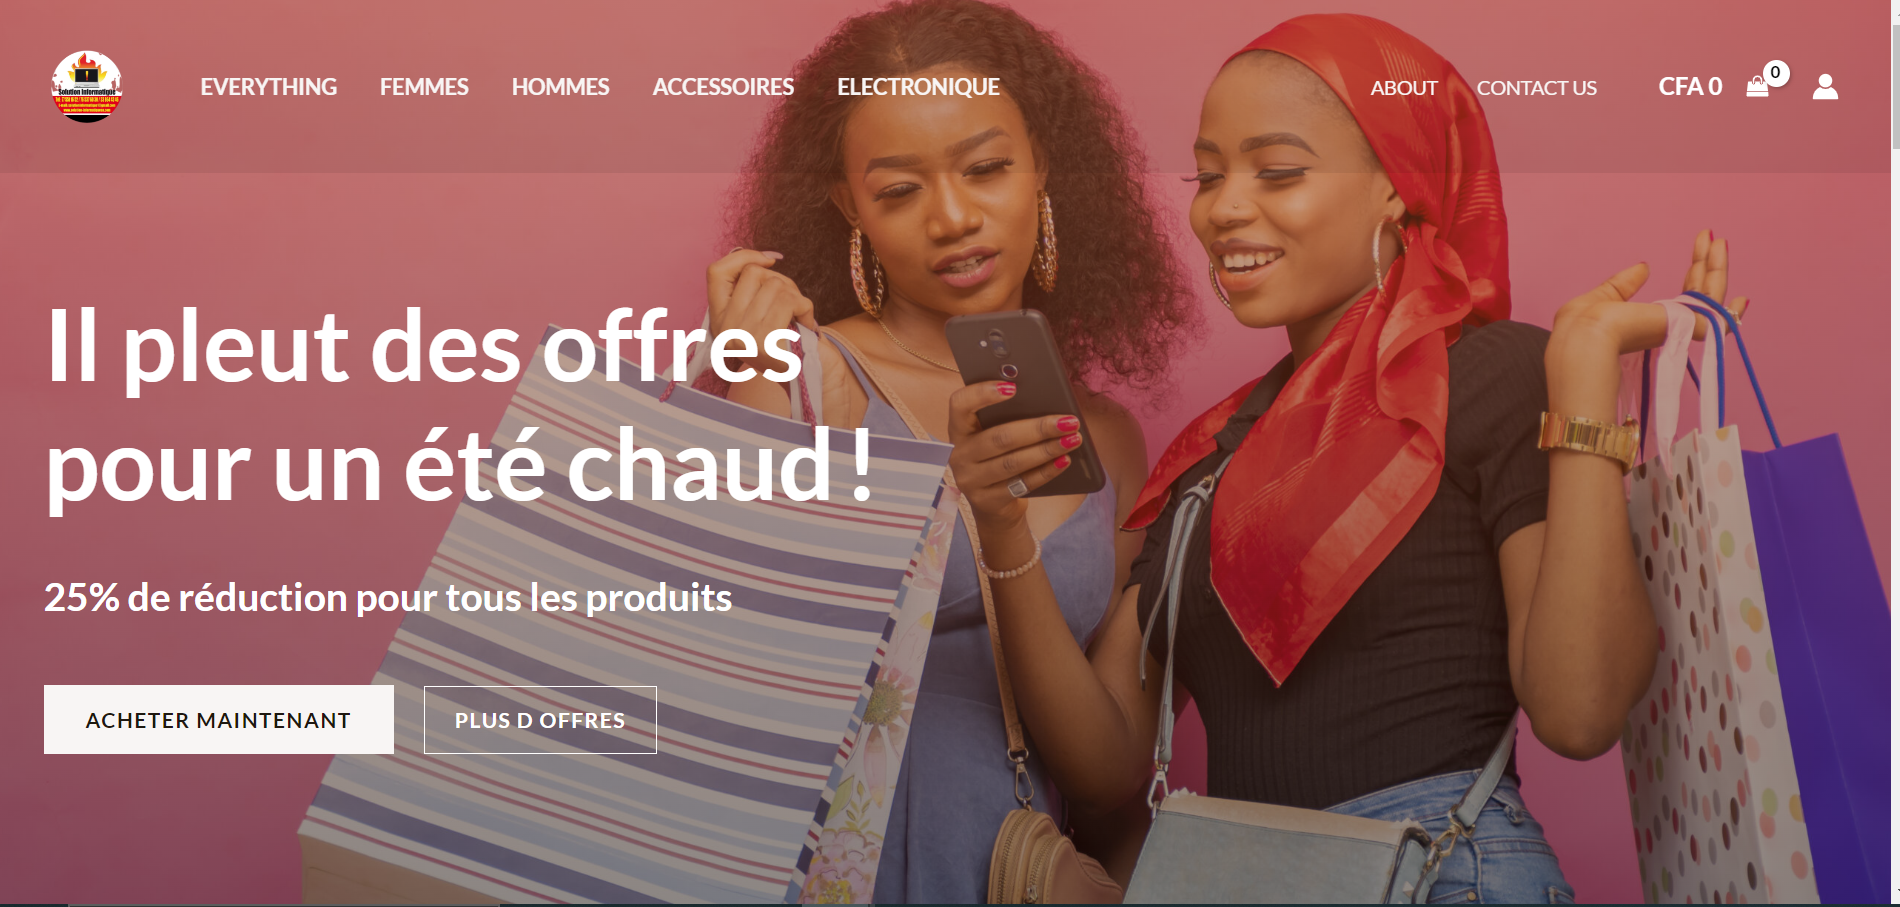 Solution Informatique
EVERYTHING
FEMMES
HOMMES
ACCESSOIRES
ELECTRONIQUE
ABOUT
CONTACT US
CFA 0
0
Il pleut des offres
pour un été chaud !
25% de réduction pour tous les produits
ACHETER MAINTENANT
PLUS D OFFRES